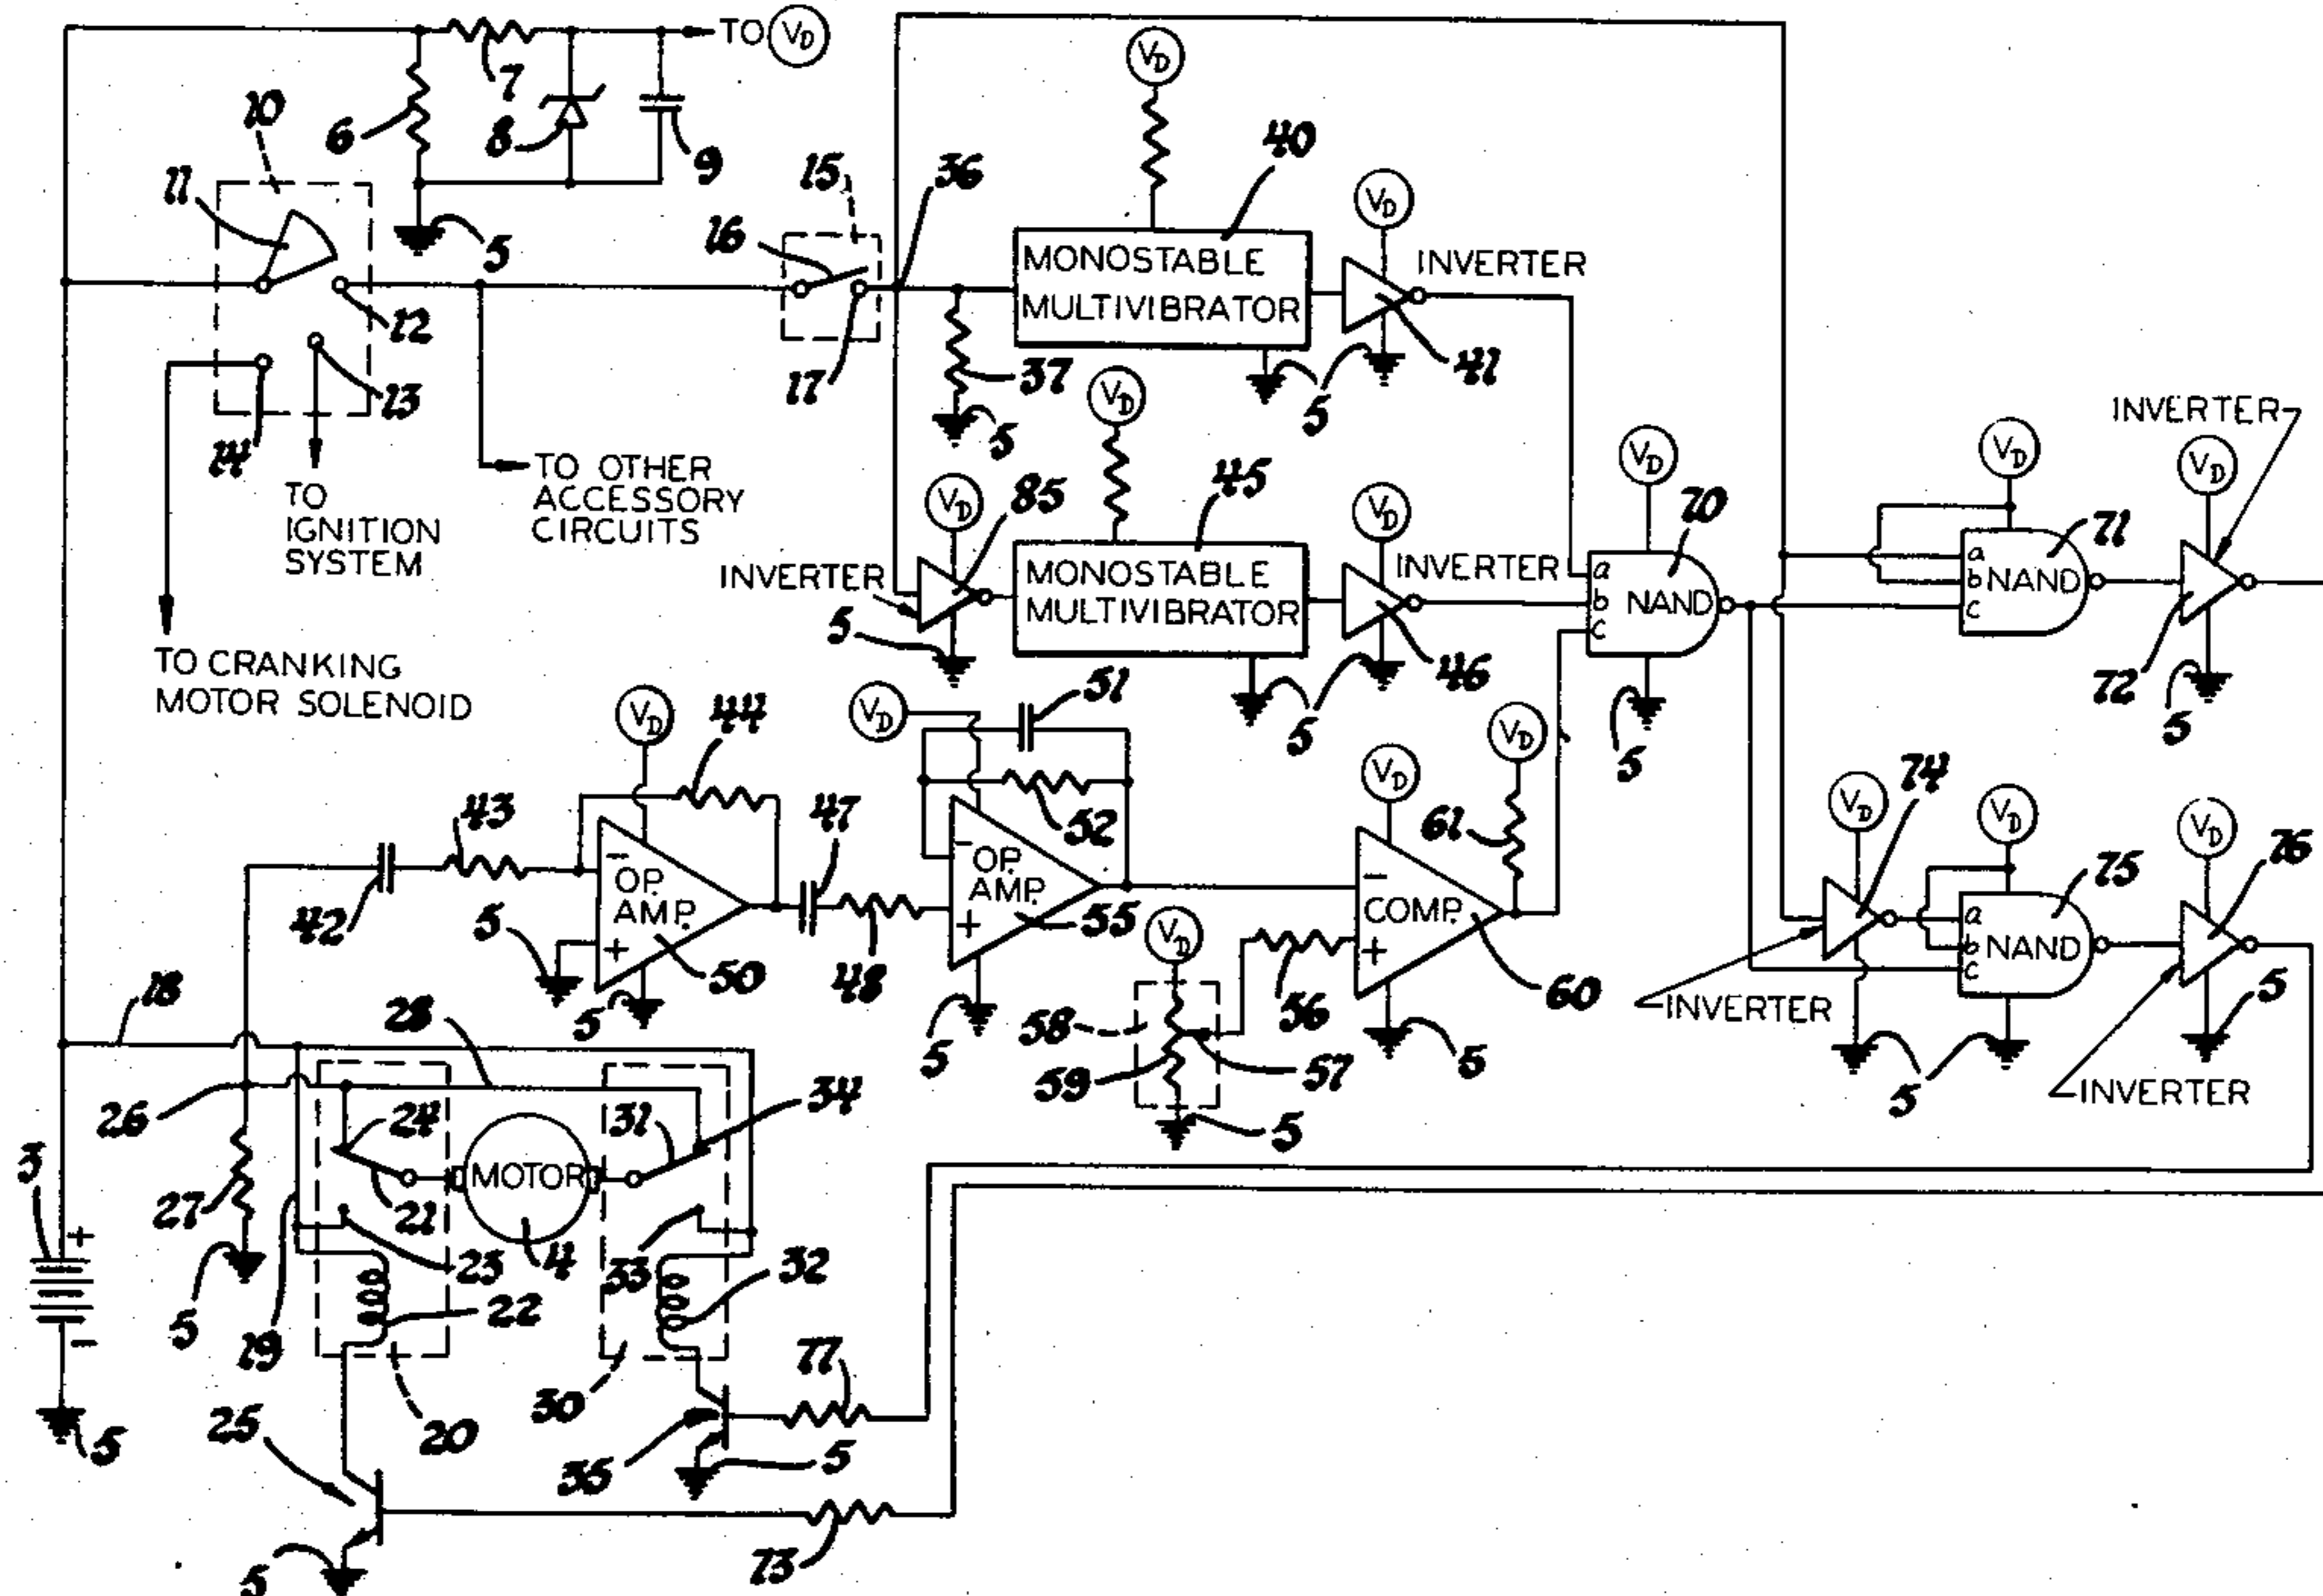 TO VD
7
6
8
9
10
11
5
12
13
14
TO IGNITION SYSTEM
TO CRANKING MOTOR SOLENOID
TO OTHER ACCESSORY CIRCUITS
15
16
17
36
37
5
VD
40
MONOSTABLE MULTIVIBRATOR
VD
INVERTER
41
5
VD
85
INVERTER
5
VD
45
MONOSTABLE MULTIVIBRATOR
VD
INVERTER
46
5
VD
70
a
b
c
NAND
5
VD
71
a
b
c
NAND
INVERTER
VD
72
5
42
43
VD
44
-
OP. AMP.
+
50
5
5
47
48
VD
51
52
-
OP. AMP.
+
55
5
VD
-
COMP.
+
60
5
VD
61
56
VD
57
58
59
5
VD
74
INVERTER
VD
75
a
b
c
NAND
5
VD
76
INVERTER
5
18
28
26
27
5
19
24
21
23
22
20
MOTOR
4
31
34
33
32
30
3
+
-
5
77
35
5
25
73
5